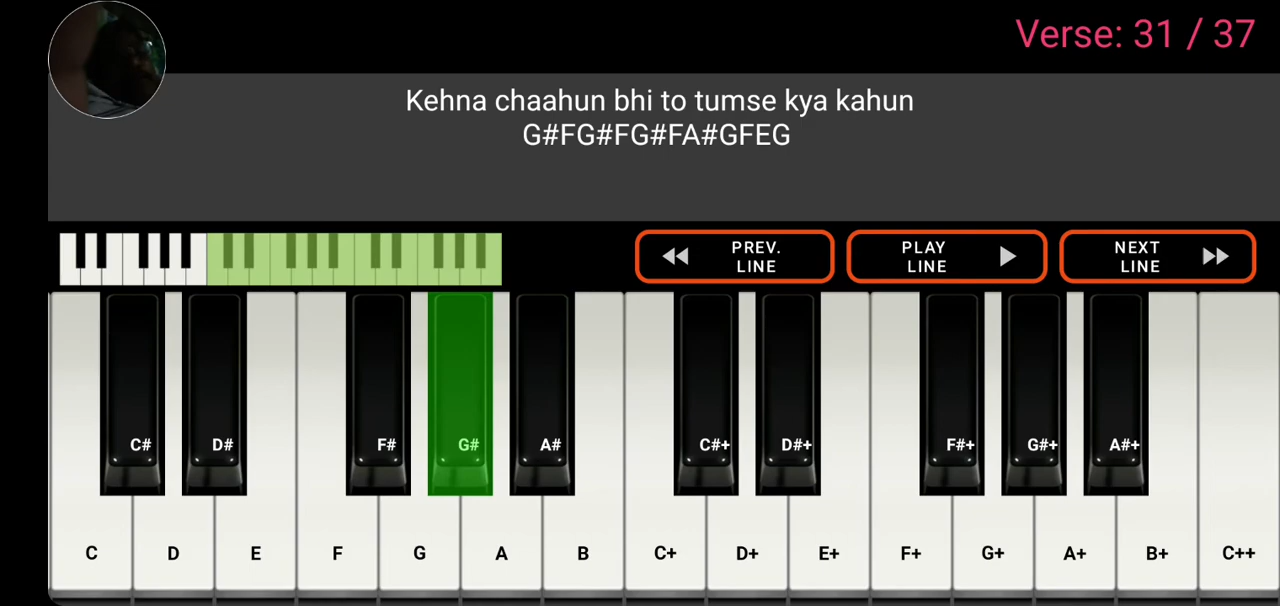 Verse: 31 / 37
Kehna chaahun bhi to tumse kya kahun
G#FG#FG#FA#GFEG
PREV.
LINE
PLAY
LINE
NEXT
LINE
C# D# F# G# A# C#+ D#+ F#+ G#+ A#+
C D E F G A B C+ D+ E+ F+ G+ A+ B+ C++